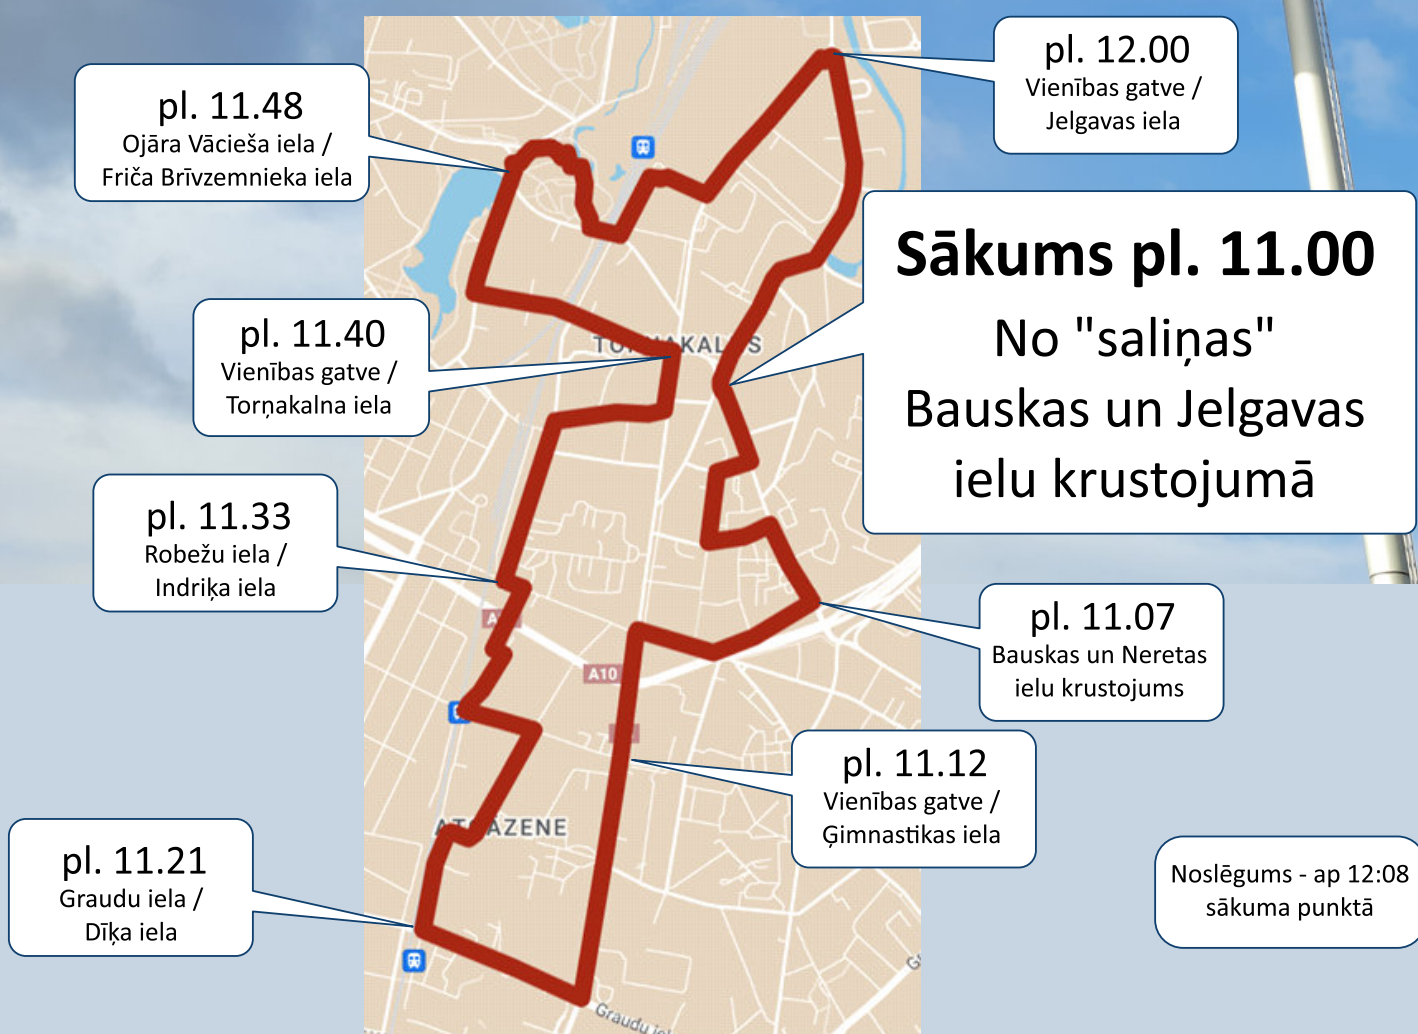 pl. 12.00
Vienības gatve /
Jelgavas iela
pl. 11.48
Ojāra Vācieša iela /
Friča Brīvzemnieka iela
Sākums pl. 11.00
No "saliņas"
Bauskas un Jelgavas
ielu krustojumā
pl. 11.40
Vienības gatve /
Torņakalna iela
pl. 11.33
Robežu iela /
Indriķa iela
A10
pl. 11.07
Bauskas un Neretas
ielu krustojums
pl. 11.12
Vienības gatve /
Ģimnastikas iela
pl. 11.21
Graudu iela /
Dīķa iela
Noslēgums - ap 12:08
sākuma punktā
Graudu